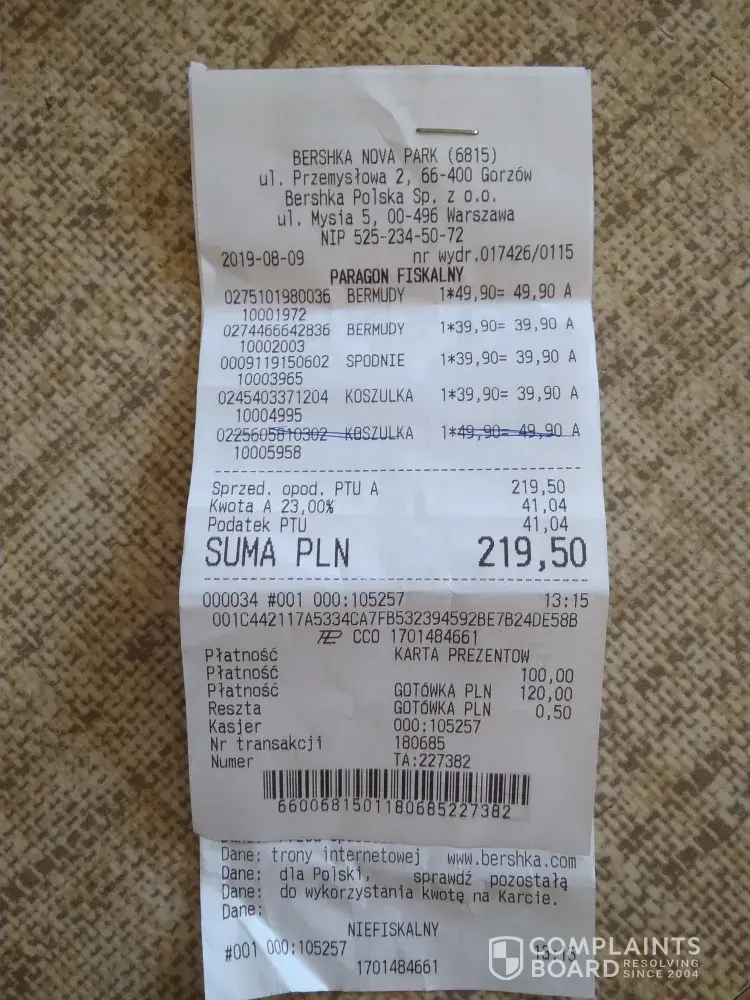 BERSHKA NOVA PARK (6815)
ul. Przemysłowa 2, 66-400 Gorzów
Bershka Polska Sp. z o.o.
ul. Mysia 5, 00-496 Warszawa
NIP 525-234-50-72
2019-08-09 nr wydr.017426/0115
PARAGON FISKALNY
0275101980036 BERMUDY 1*49,90= 49,90 A
10001972
0274466642836 BERMUDY 1*39,90= 39,90 A
10002003
0009119150602 SPODNIE 1*39,90= 39,90 A
10003965
0245403371204 KOSZULKA 1*39,90= 39,90 A
10004995
0225605810302 KOSZULKA 1*49,90= 49,90 A
10005958
Sprzed. opod. PTU A 219,50
Kwota A 23,00% 41,04
Podatek PTU 41,04
SUMA PLN 219,50
000034 #001 000:105257 13:15
001C442117A5334CA7FB532394592BE7B24DE58B
CCO 1701484661
Płatność KARTA PREZENTOW
Płatność 100,00
Płatność GOTÓWKA PLN 120,00
Reszta GOTÓWKA PLN 0,50
Kasjer 000:105257
Nr transakcji 180685
Numer TA:227382
6600681501180685227382
Dane: trony internetowej www.bershka.com
Dane: dla Polski, sprawdź pozostałą
Dane: do wykorzystania kwotę na Karcie.
Dane:
NIEFISKALNY
#001 000:105257
1701484661
COMPLAINTS
BOARD RESOLVING
SINCE 2004